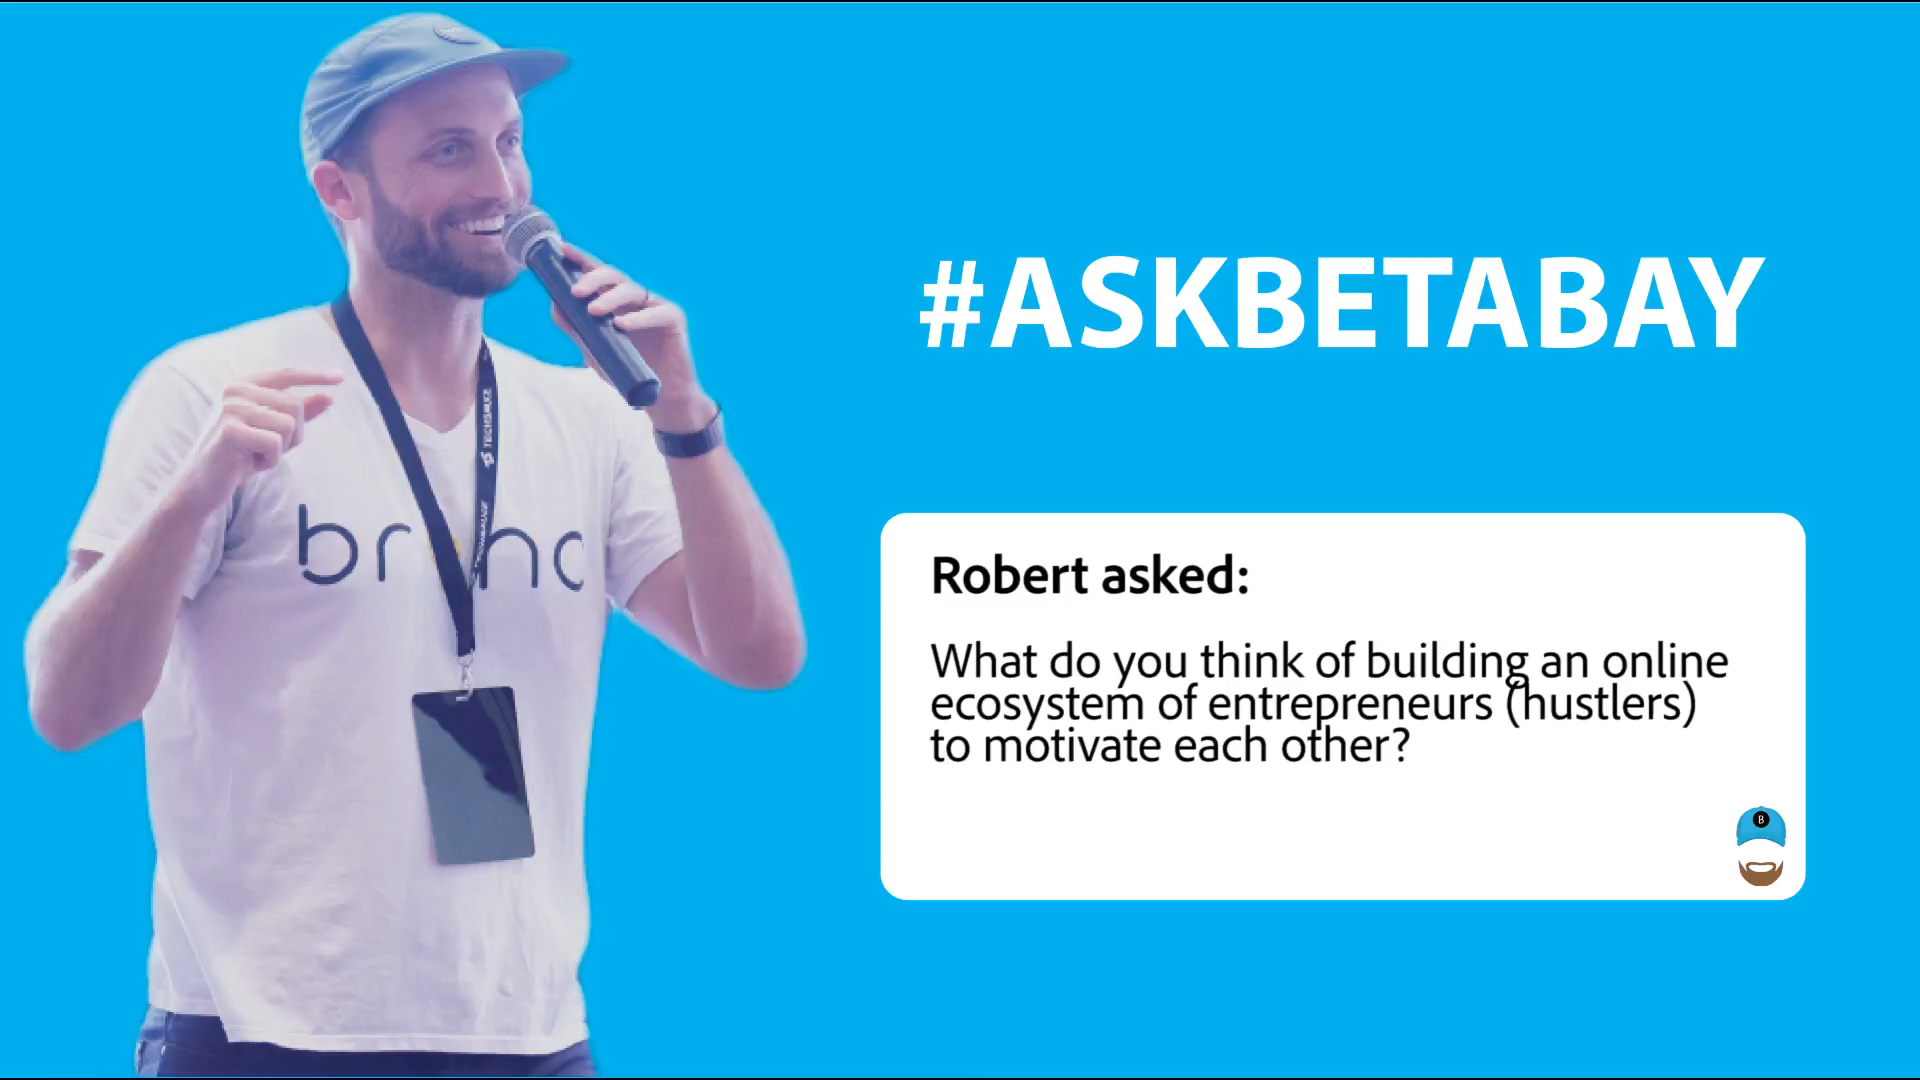 #ASKBETABAY
TECHSAUCE
Robert asked:
What do you think of building an online
ecosystem of entrepreneurs (hustlers)
to motivate each other?
B